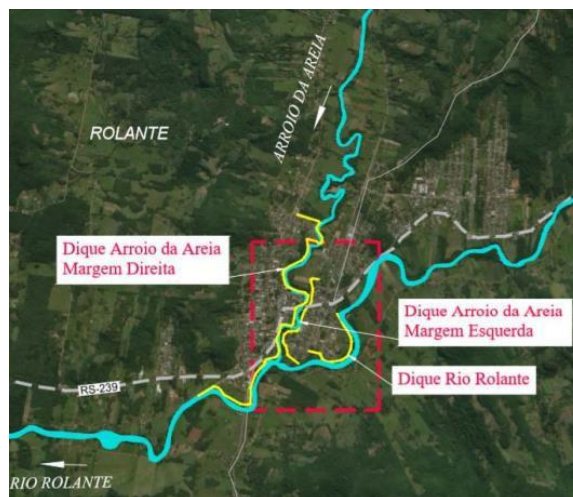 ARROIO DA AREIA
ROLANTE
Dique Arroio da Areia
Margem Direita
Dique Arroio da Areia
Margem Esquerda
Dique Rio Rolante
RS-239
RIO ROLANTE